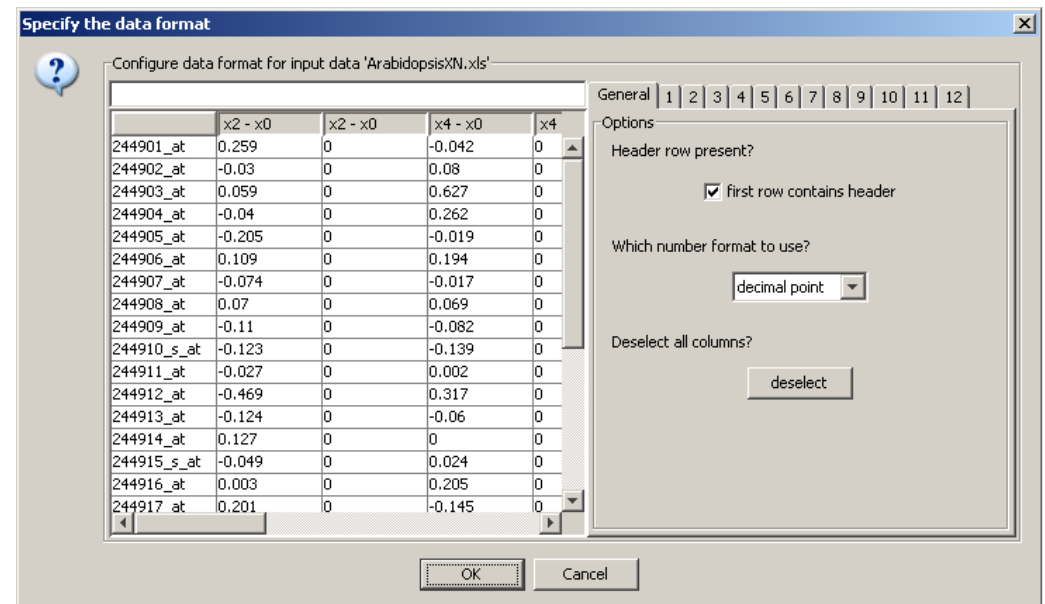 Specify the data format
Configure data format for input data 'ArabidopsisXN.xls'
General 1 2 3 4 5 6 7 8 9 10 11 12
x2 - x0 x2 - x0 x4 - x0 x4
244901_at 0.259 0 -0.042 0
244902_at -0.03 0 0.08 0
244903_at 0.059 0 0.627 0
244904_at -0.04 0 0.262 0
244905_at -0.205 0 -0.019 0
244906_at 0.109 0 0.194 0
244907_at -0.074 0 -0.017 0
244908_at 0.07 0 0.069 0
244909_at -0.11 0 -0.082 0
244910_s_at -0.123 0 -0.139 0
244911_at -0.027 0 0.002 0
244912_at -0.469 0 0.317 0
244913_at -0.124 0 -0.06 0
244914_at 0.127 0 0 0
244915_s_at -0.049 0 0.024 0
244916_at 0.003 0 0.205 0
244917_at 0.201 0 -0.145 0
Options
Header row present?
first row contains header
Which number format to use?
decimal point
Deselect all columns?
deselect
OK Cancel